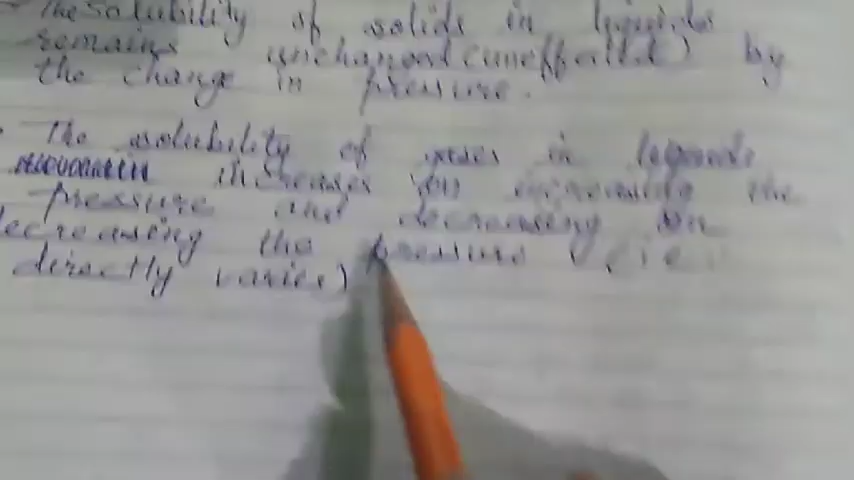 The solubility of solids in liquids
remains unchanged (uneffected) by
the change in pressure.
The solubility of gases in liquids
increases on increasing the
pressure and decreasing on
decreasing the pressure (i.e.
directly varies)